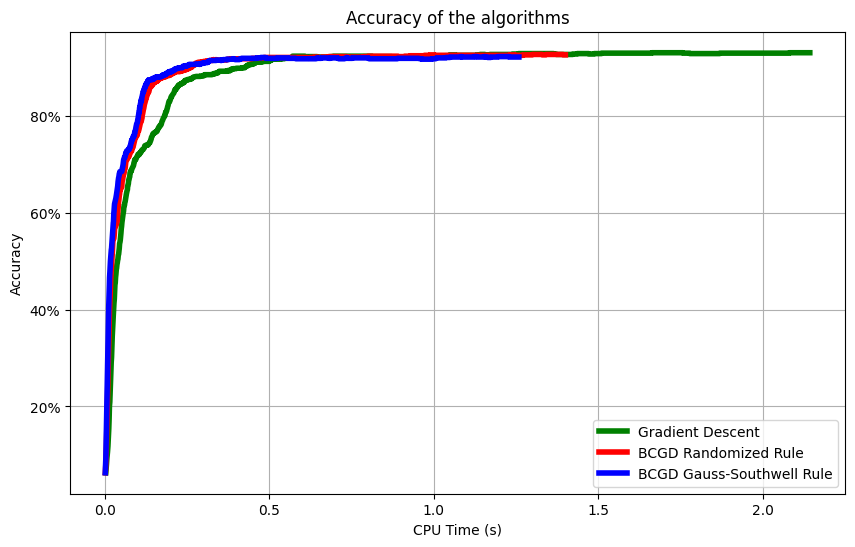 Accuracy of the algorithms
Accuracy
80%
60%
40%
20%
0.0
0.5
1.0
1.5
2.0
CPU Time (s)
Gradient Descent
BCGD Randomized Rule
BCGD Gauss-Southwell Rule